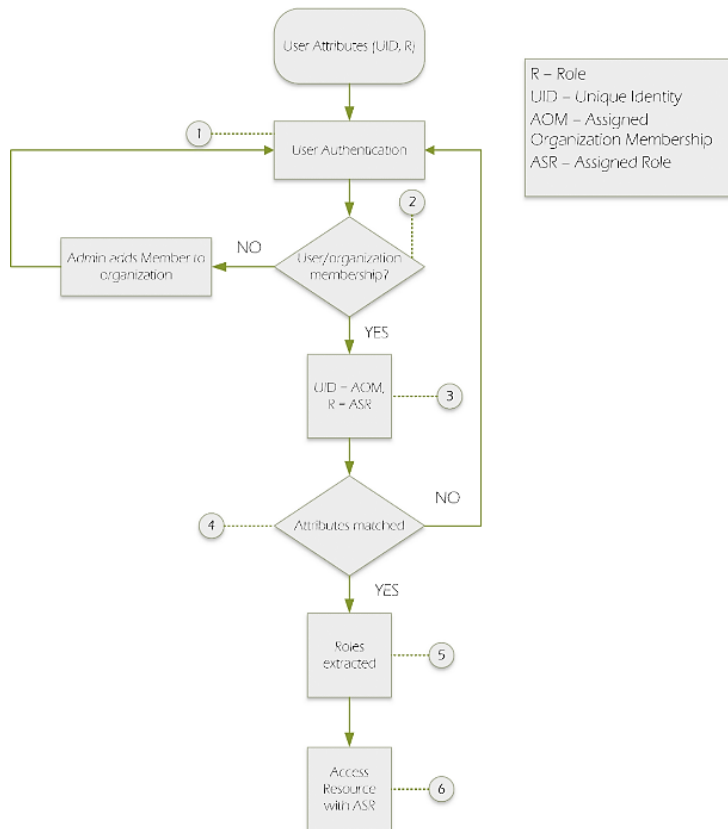 User Attributes (UID, R)
R – Role
UID – Unique Identity
AOM – Assigned
Organization Membership
ASR – Assigned Role
1
User Authentication
2
Admin adds Member to
organization
NO
User/organization
membership?
YES
UID = AOM,
R = ASR
3
4
Attributes matched
NO
YES
Roles
extracted
5
Access
Resource
with ASR
6